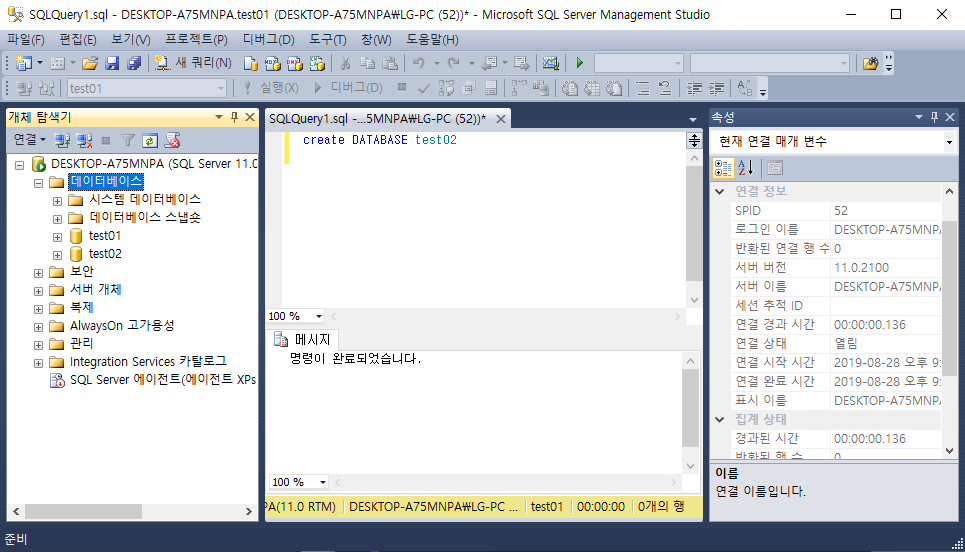 SQLQuery1.sql - DESKTOP-A75MNPA.test01 (DESKTOP-A75MNPA₩LG-PC (52))* - Microsoft SQL Server Management Studio
파일(F) 편집(E) 보기(V) 프로젝트(P) 디버그(D) 도구(T) 창(W) 도움말(H)
새 쿼리(N)
test01 실행(X) 디버그(D)
개체 탐색기
연결
DESKTOP-A75MNPA (SQL Server 11.0
데이터베이스
시스템 데이터베이스
데이터베이스 스냅숏
test01
test02
보안
서버 개체
복제
AlwaysOn 고가용성
관리
Integration Services 카탈로그
SQL Server 에이전트(에이전트 XPs
SQLQuery1.sql -...5MNPA₩LG-PC (52))*
create DATABASE test02
100 %
메시지
명령이 완료되었습니다.
100 %
PA(11.0 RTM) DESKTOP-A75MNPA₩LG-PC ... test01 00:00:00 0개의 행
속성
현재 연결 매개 변수
연결 정보
SPID 52
로그인 이름 DESKTOP-A75MNPA
반환된 연결 행 수 0
서버 버전 11.0.2100
서버 이름 DESKTOP-A75MNPA
세션 추적 ID
연결 경과 시간 00:00:00.136
연결 상태 열림
연결 시작 시간 2019-08-28 오후 9:
연결 완료 시간 2019-08-28 오후 9:
표시 이름 DESKTOP-A75MNPA
집계 상태
경과된 시간 00:00:00.136
반환된 행 수 0
이름
연결 이름입니다.
준비